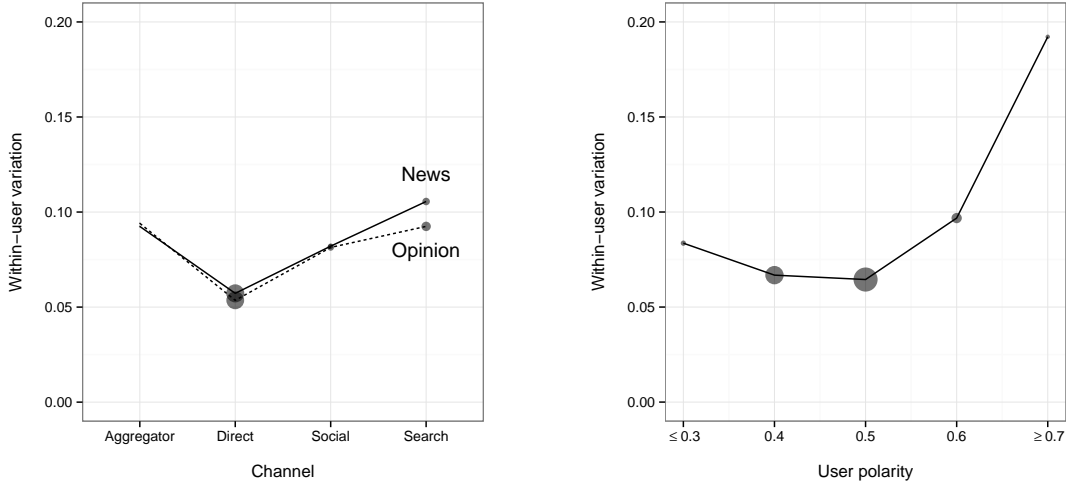 0.20
0.15
0.10
0.05
0.00
Within−user variation
News
Opinion
Aggregator Direct Social Search
Channel
0.20
0.15
0.10
0.05
0.00
Within−user variation
≤ 0.3 0.4 0.5 0.6 ≥ 0.7
User polarity